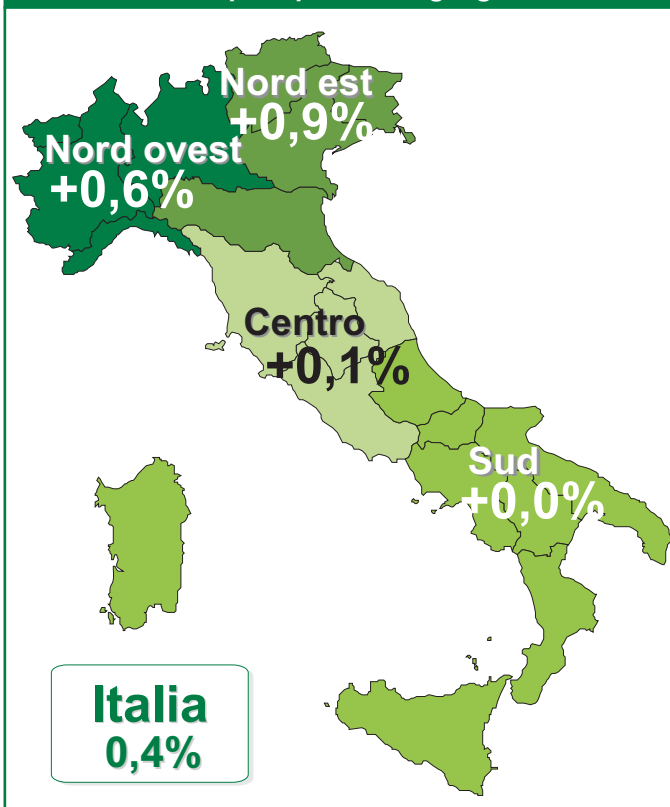 Nord est
+0,9%
Nord ovest
+0,6%
Centro
+0,1%
Sud
+0,0%
Italia
0,4%